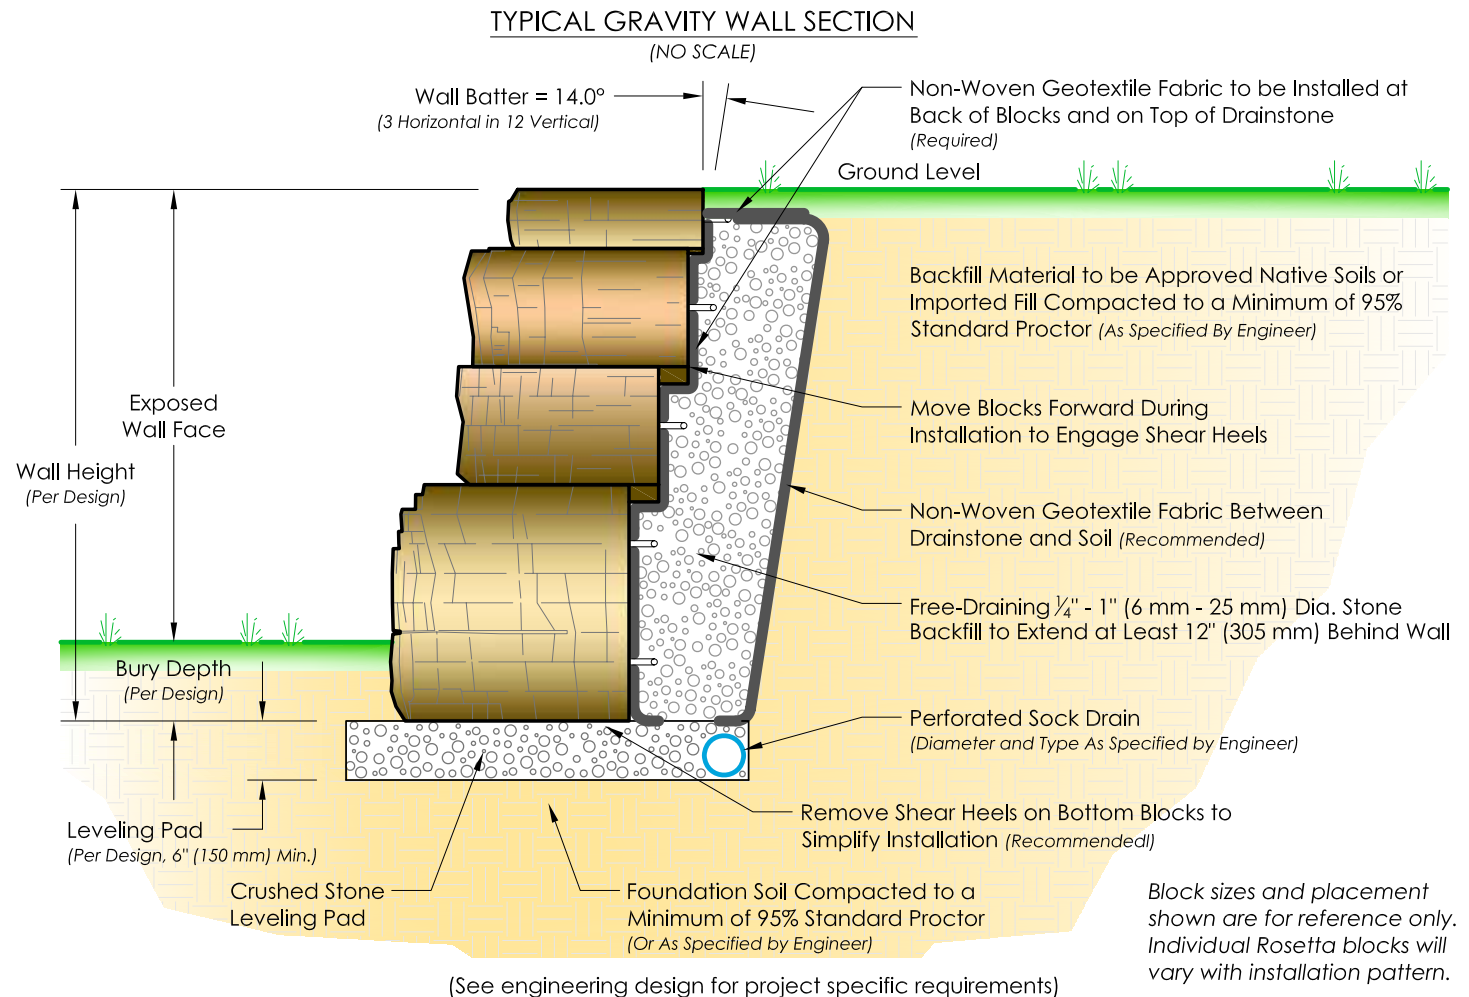 TYPICAL GRAVITY WALL SECTION
(NO SCALE)
Wall Batter = 14.0°
(3 Horizontal in 12 Vertical)
Non-Woven Geotextile Fabric to be Installed at
Back of Blocks and on Top of Drainstone
(Required)
Ground Level
Backfill Material to be Approved Native Soils or
Imported Fill Compacted to a Minimum of 95%
Standard Proctor (As Specified By Engineer)
Exposed
Wall Face
Move Blocks Forward During
Installation to Engage Shear Heels
Wall Height
(Per Design)
Non-Woven Geotextile Fabric Between
Drainstone and Soil (Recommended)
Free-Draining ¼" - 1" (6 mm - 25 mm) Dia. Stone
Backfill to Extend at Least 12" (305 mm) Behind Wall
Bury Depth
(Per Design)
Perforated Sock Drain
(Diameter and Type As Specified by Engineer)
Leveling Pad
(Per Design, 6" (150 mm) Min.)
Remove Shear Heels on Bottom Blocks to
Simplify Installation (Recommendedl)
Crushed Stone
Leveling Pad
Foundation Soil Compacted to a
Minimum of 95% Standard Proctor
(Or As Specified by Engineer)
Block sizes and placement
shown are for reference only.
Individual Rosetta blocks will
vary with installation pattern.
(See engineering design for project specific requirements)